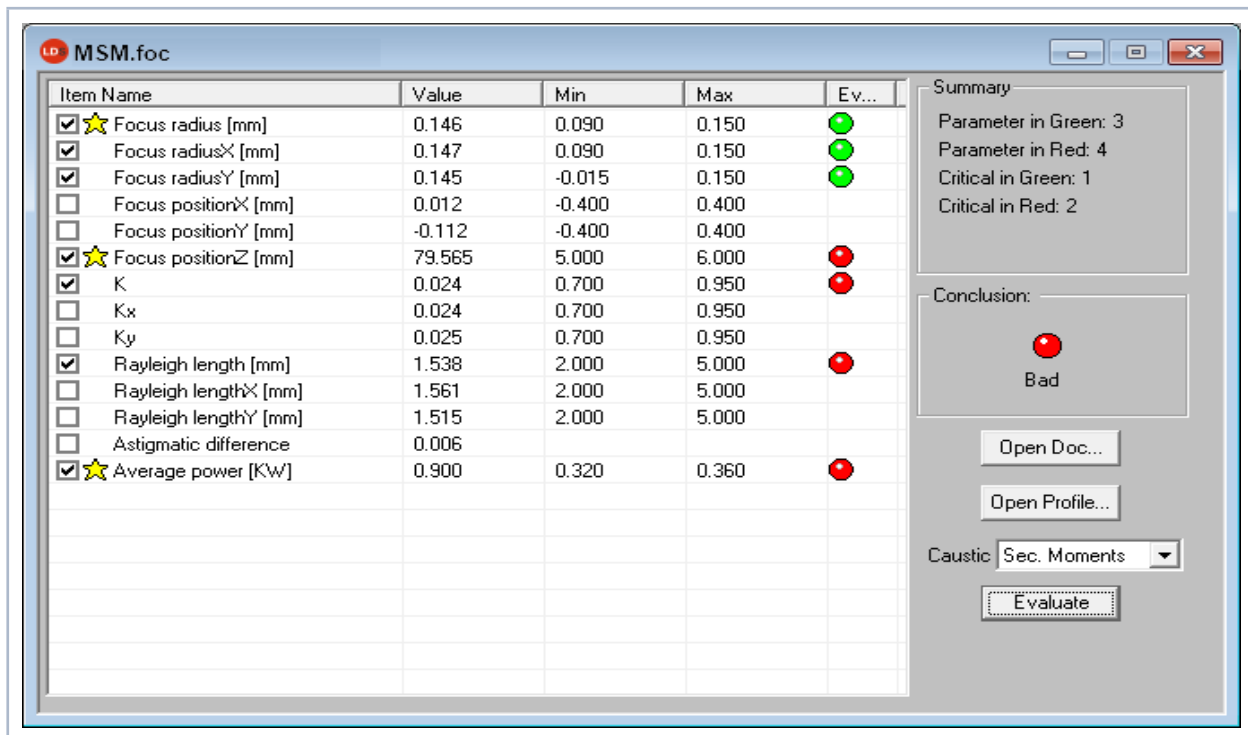 LDS MSM.foc
Item Name Value Min Max Ev...
Focus radius [mm] 0.146 0.090 0.150
Focus radiusX [mm] 0.147 0.090 0.150
Focus radiusY [mm] 0.145 -0.015 0.150
Focus positionX [mm] 0.012 -0.400 0.400
Focus positionY [mm] -0.112 -0.400 0.400
Focus positionZ [mm] 79.565 5.000 6.000
K 0.024 0.700 0.950
Kx 0.024 0.700 0.950
Ky 0.025 0.700 0.950
Rayleigh length [mm] 1.538 2.000 5.000
Rayleigh lengthX [mm] 1.561 2.000 5.000
Rayleigh lengthY [mm] 1.515 2.000 5.000
Astigmatic difference 0.006
Average power [KW] 0.900 0.320 0.360
Summary
Parameter in Green: 3
Parameter in Red: 4
Critical in Green: 1
Critical in Red: 2
Conclusion:
Bad
Open Doc...
Open Profile...
Caustic Sec. Moments
Evaluate